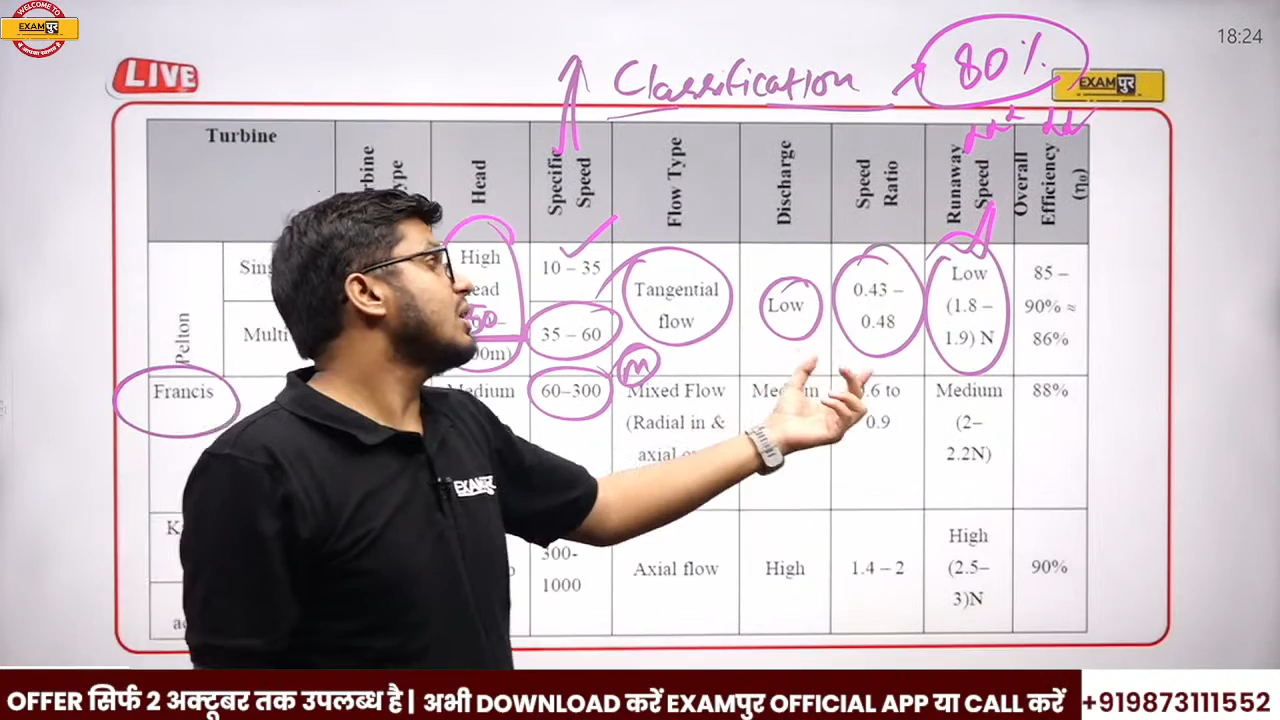 WELCOME TO
EXAMপুर
18:24
LIVE
Classification
80%
EXAMपुर
Turbine
Head
Specific Speed
Flow Type
Discharge
Speed Ratio
Runaway Speed
Overall Efficiency (η₀)
Pelton
High
10 – 35
Tangential flow
Low
0.43 – 0.48
Low (1.8 – 1.9) N
85 – 90% ≈ 86%
Multi
35 – 60
Francis
60–300
m
Mixed Flow (Radial in &
0.9
Medium (2– 2.2N)
88%
300-1000
Axial flow
High
1.4 – 2
High (2.5– 3)N
90%
EXAMपुर
OFFER सिर्फ 2 अक्टूबर तक उपलब्ध है | अभी DOWNLOAD करें EXAMपुर OFFICIAL APP या CALL करें +919873111552